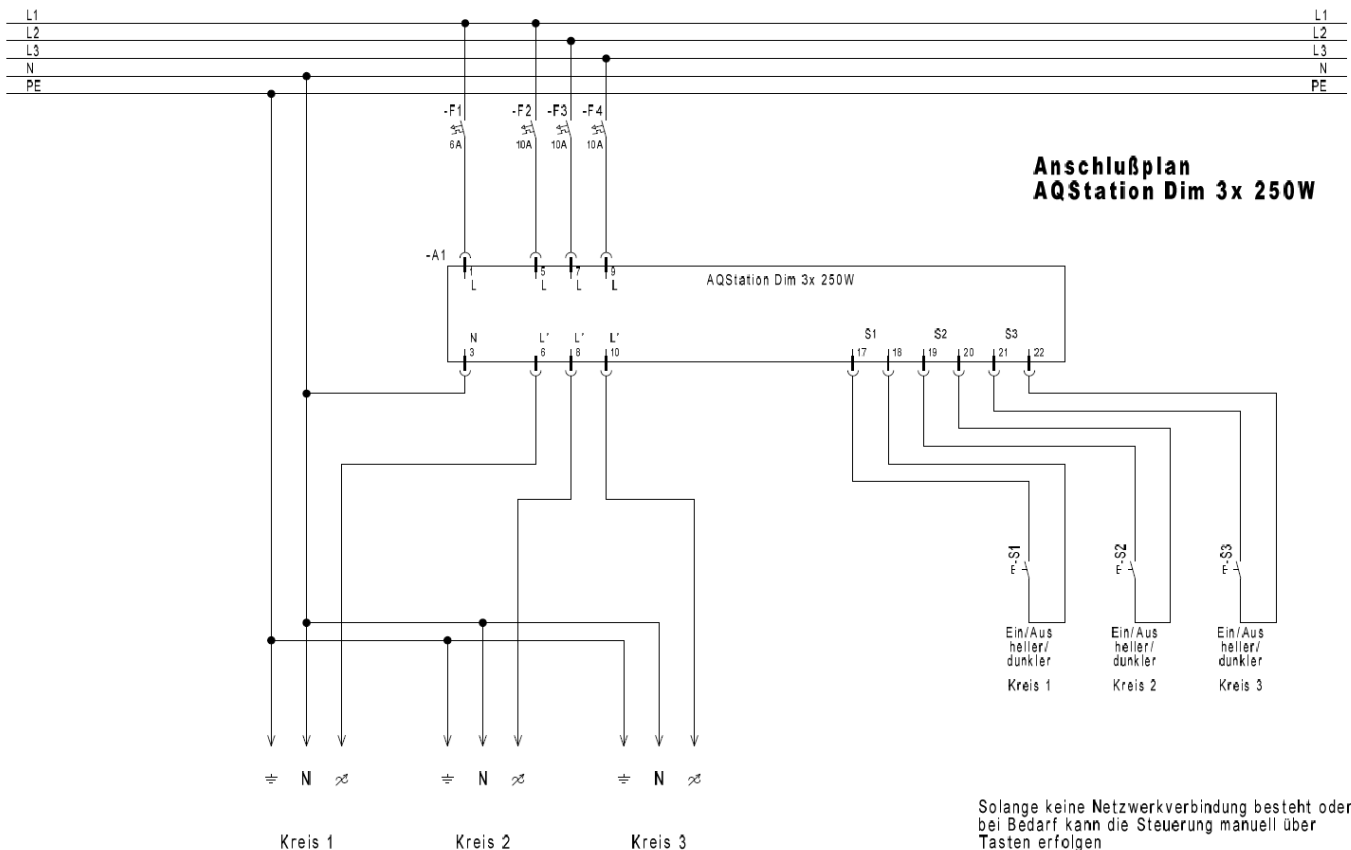 L1 L1
L2 L2
L3 L3
N N
PE PE
-F1 -F2 -F3 -F4
6A 10A 10A 10A
Anschlußplan
AQStation Dim 3x 250W
-A1
1 5 7 9
L L L L
AQStation Dim 3x 250W
N L´ L´ L´ S1 S2 S3
3 6 8 10 17 18 19 20 21 22
-S1 -S2 -S3
E E E
Ein/Aus Ein/Aus Ein/Aus
heller/ heller/ heller/
dunkler dunkler dunkler
Kreis 1 Kreis 2 Kreis 3
N N N
Kreis 1 Kreis 2 Kreis 3
Solange keine Netzwerkverbindung besteht oder
bei Bedarf kann die Steuerung manuell über
Tasten erfolgen